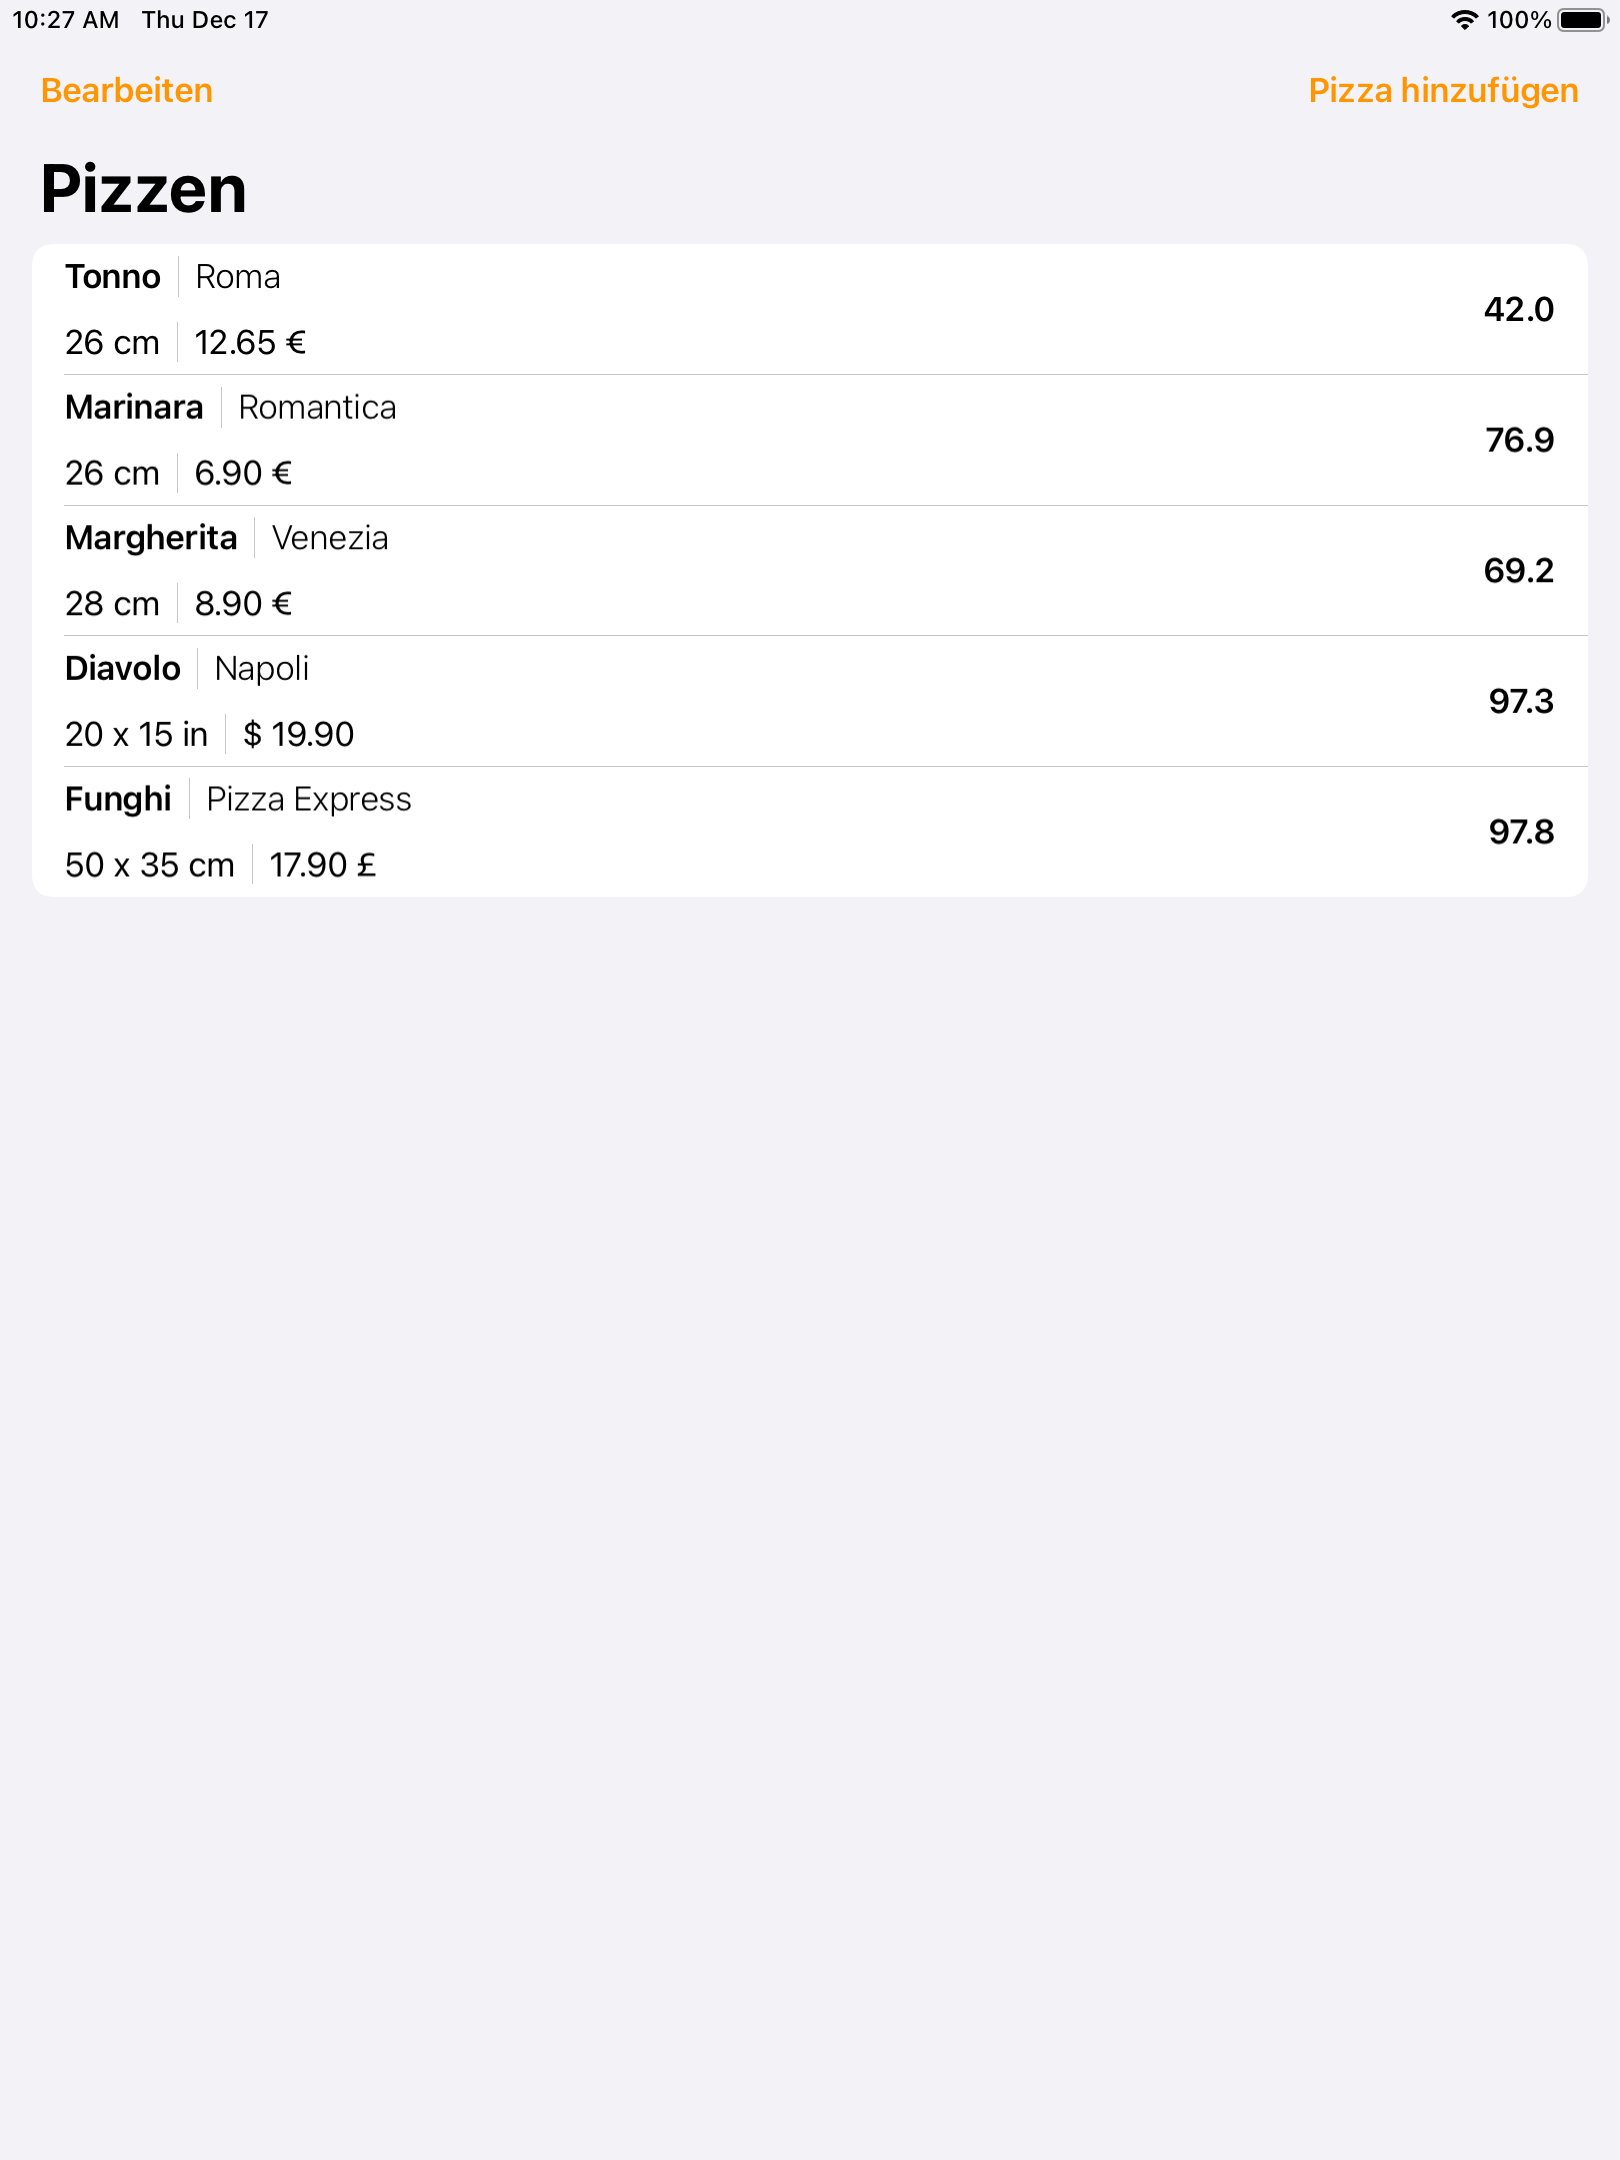 10:27 AM Thu Dec 17 100%
Bearbeiten Pizza hinzufügen
Pizzen
Tonno Roma
42.0
26 cm 12.65 €
Marinara Romantica
76.9
26 cm 6.90 €
Margherita Venezia
69.2
28 cm 8.90 €
Diavolo Napoli
97.3
20 x 15 in $ 19.90
Funghi Pizza Express
97.8
50 x 35 cm 17.90 £